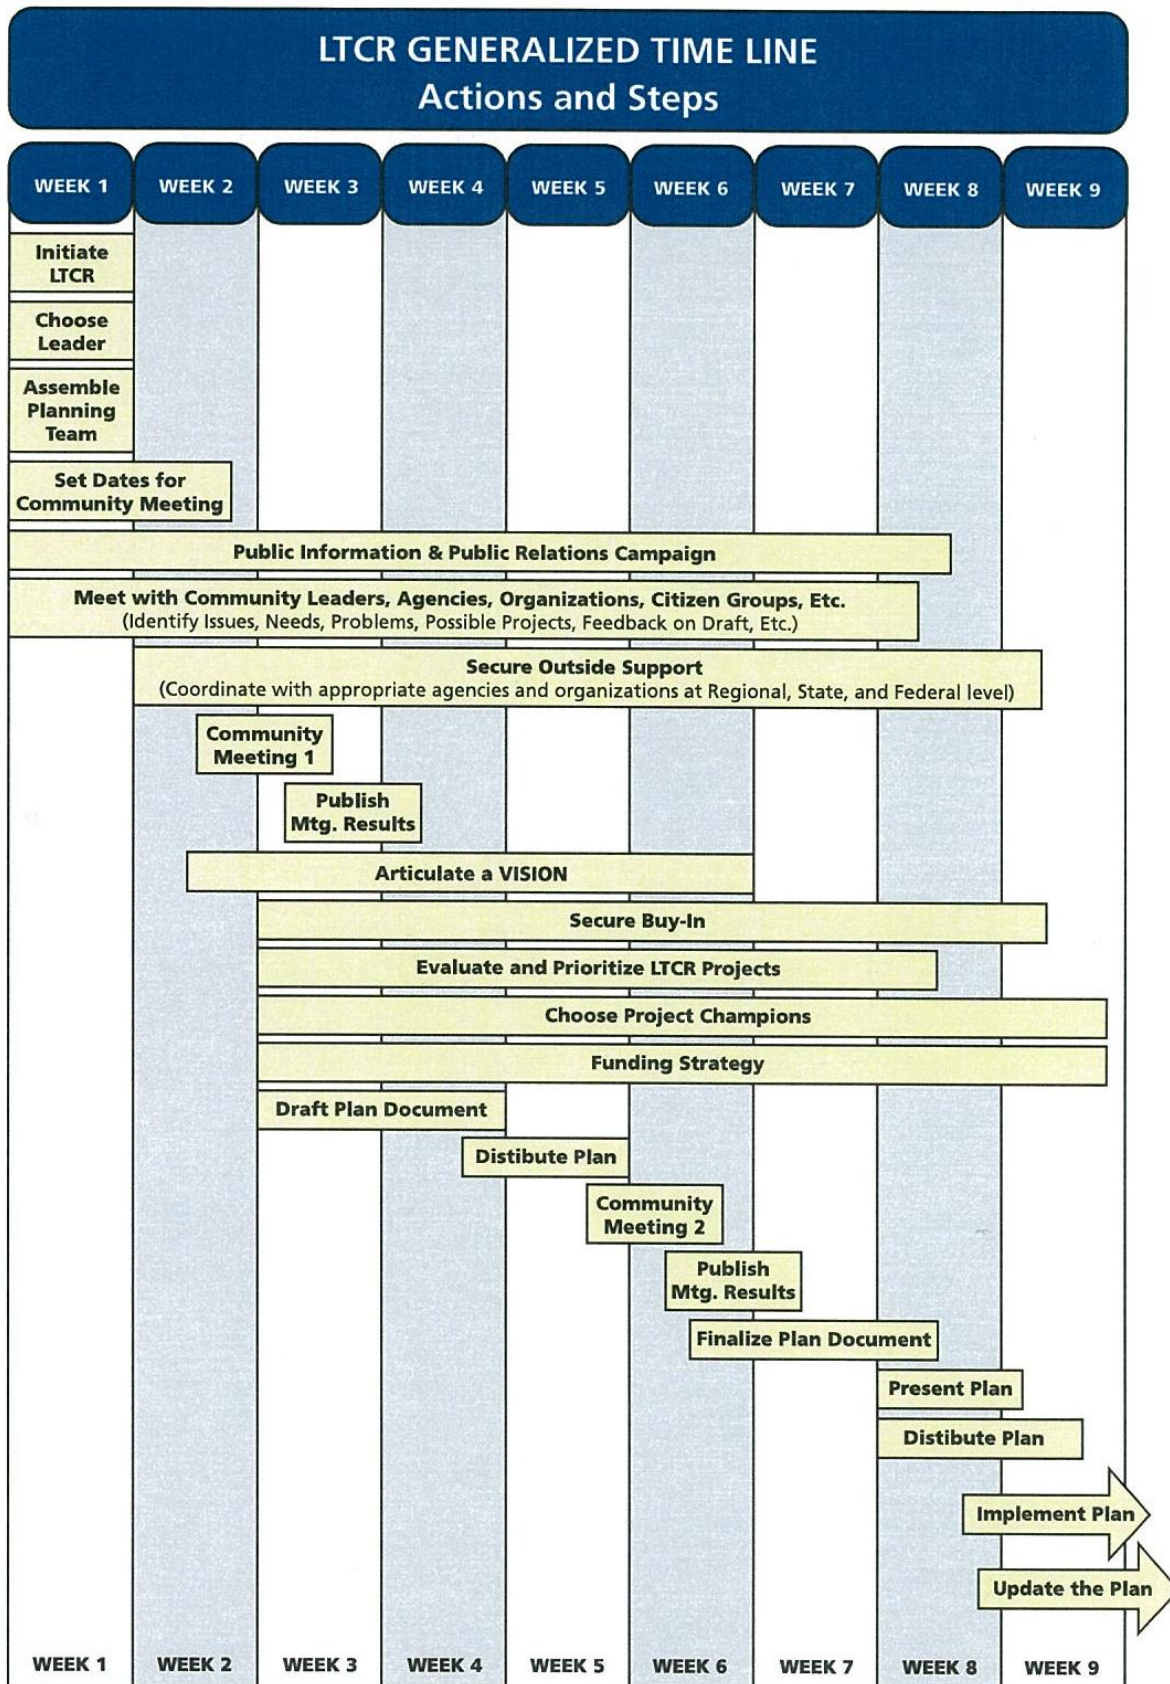 LTCR GENERALIZED TIME LINE
Actions and Steps
WEEK 1 WEEK 2 WEEK 3 WEEK 4 WEEK 5 WEEK 6 WEEK 7 WEEK 8 WEEK 9
Initiate
LTCR
Choose
Leader
Assemble
Planning
Team
Set Dates for
Community Meeting
Public Information & Public Relations Campaign
Meet with Community Leaders, Agencies, Organizations, Citizen Groups, Etc.
(Identify Issues, Needs, Problems, Possible Projects, Feedback on Draft, Etc.)
Secure Outside Support
(Coordinate with appropriate agencies and organizations at Regional, State, and Federal level)
Community
Meeting 1
Publish
Mtg. Results
Articulate a VISION
Secure Buy-In
Evaluate and Prioritize LTCR Projects
Choose Project Champions
Funding Strategy
Draft Plan Document
Distibute Plan
Community
Meeting 2
Publish
Mtg. Results
Finalize Plan Document
Present Plan
Distibute Plan
Implement Plan
Update the Plan
WEEK 1 WEEK 2 WEEK 3 WEEK 4 WEEK 5 WEEK 6 WEEK 7 WEEK 8 WEEK 9